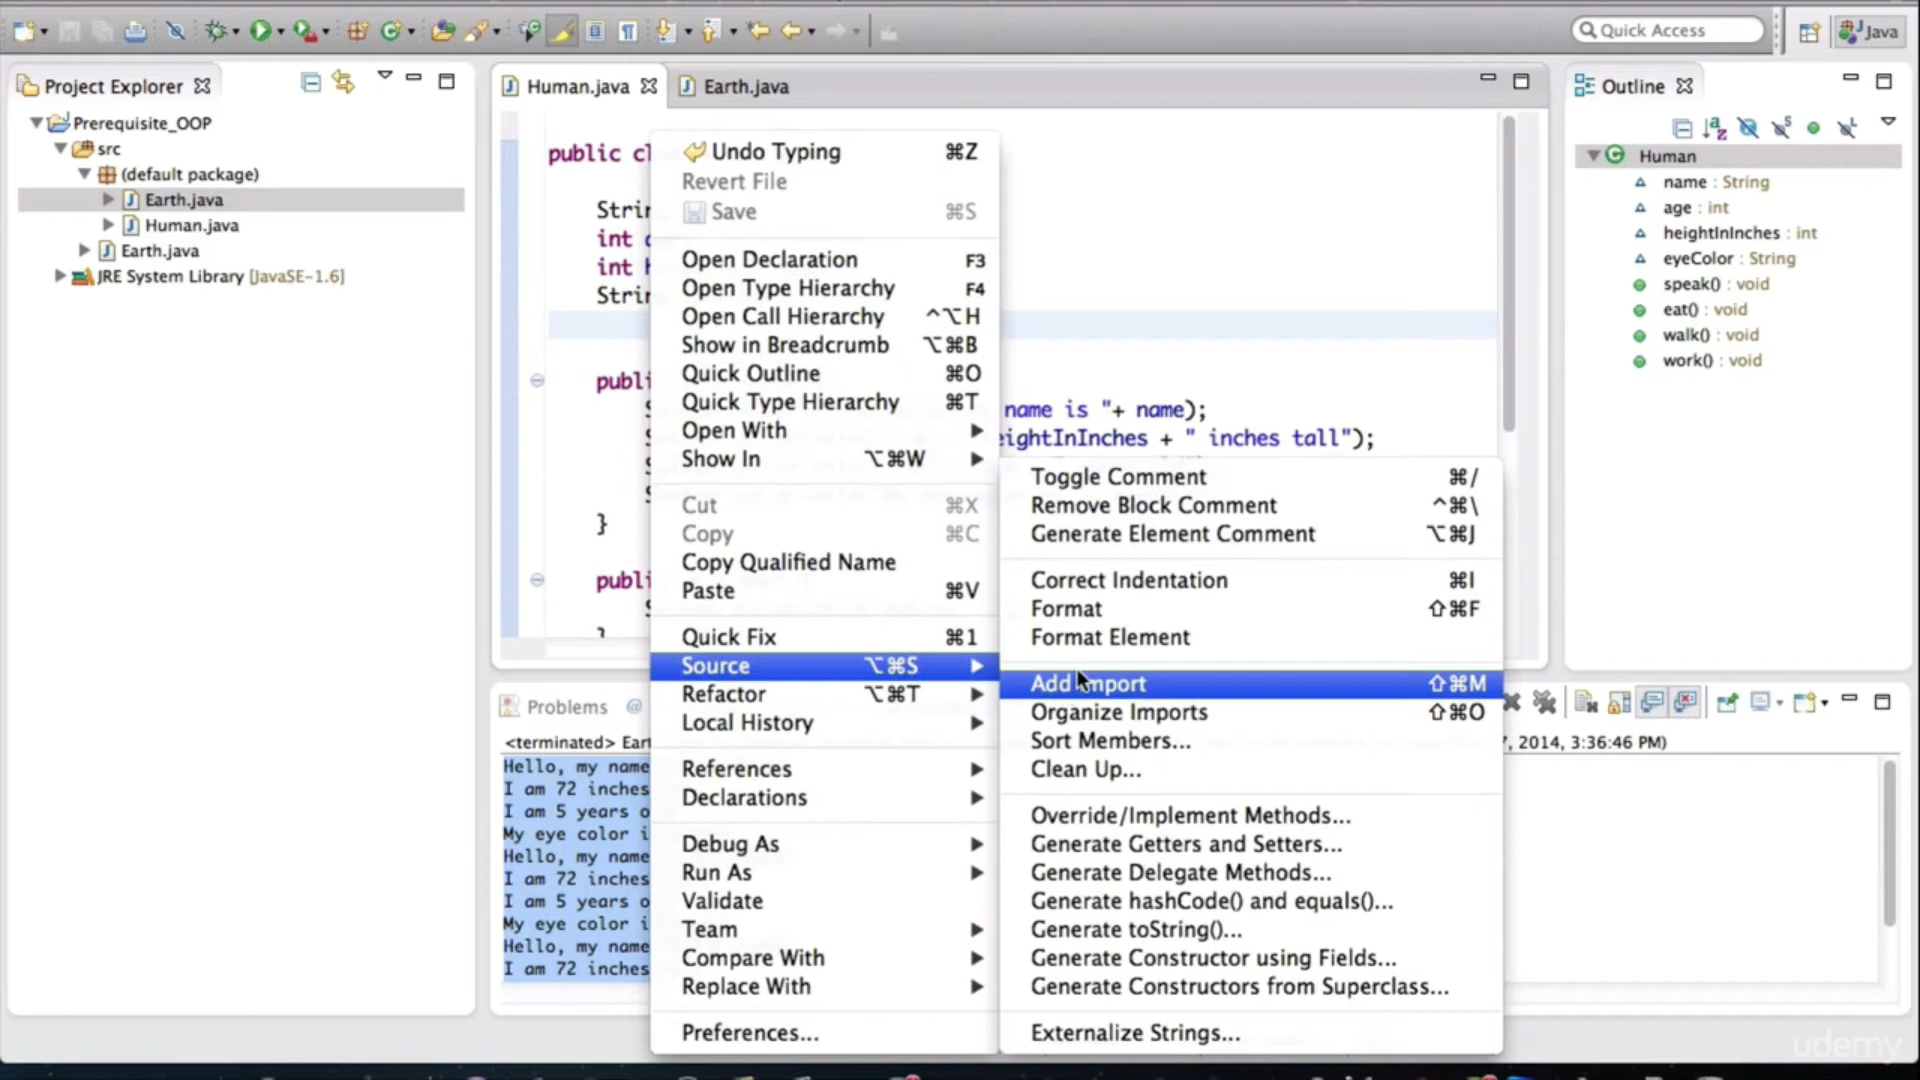 Quick Access
Java
Project Explorer
Prerequisite_OOP
src
(default package)
Earth.java
Human.java
Earth.java
JRE System Library [JavaSE-1.6]
Human.java
Earth.java
public cl
Strin
int
int
Strin
publi
name is "+ name);
eightInInches + " inches tall");
}
publi
}
Undo Typing ⌘Z
Revert File
Save ⌘S
Open Declaration F3
Open Type Hierarchy F4
Open Call Hierarchy ^⌥H
Show in Breadcrumb ⌥⌘B
Quick Outline ⌘O
Quick Type Hierarchy ⌘T
Open With
Show In ⌥⌘W
Cut ⌘X
Copy ⌘C
Copy Qualified Name
Paste ⌘V
Quick Fix ⌘1
Source ⌥⌘S
Refactor ⌥⌘T
Local History
References
Declarations
Debug As
Run As
Validate
Team
Compare With
Replace With
Preferences...
Toggle Comment ⌘/
Remove Block Comment ^⌘\
Generate Element Comment ⌥⌘J
Correct Indentation ⌘I
Format ⇧⌘F
Format Element
Add Import ⇧⌘M
Organize Imports ⇧⌘O
Sort Members...
Clean Up...
Override/Implement Methods...
Generate Getters and Setters...
Generate Delegate Methods...
Generate hashCode() and equals()...
Generate toString()...
Generate Constructor using Fields...
Generate Constructors from Superclass...
Externalize Strings...
Outline
Human
name : String
age : int
heightInInches : int
eyeColor : String
speak() : void
eat() : void
walk() : void
work() : void
Problems @
<terminated> Eart
7, 2014, 3:36:46 PM)
Hello, my name
I am 72 inches
I am 5 years o
My eye color i
Hello, my name
I am 72 inches
I am 5 years o
My eye color i
Hello, my name
I am 72 inches
udemy